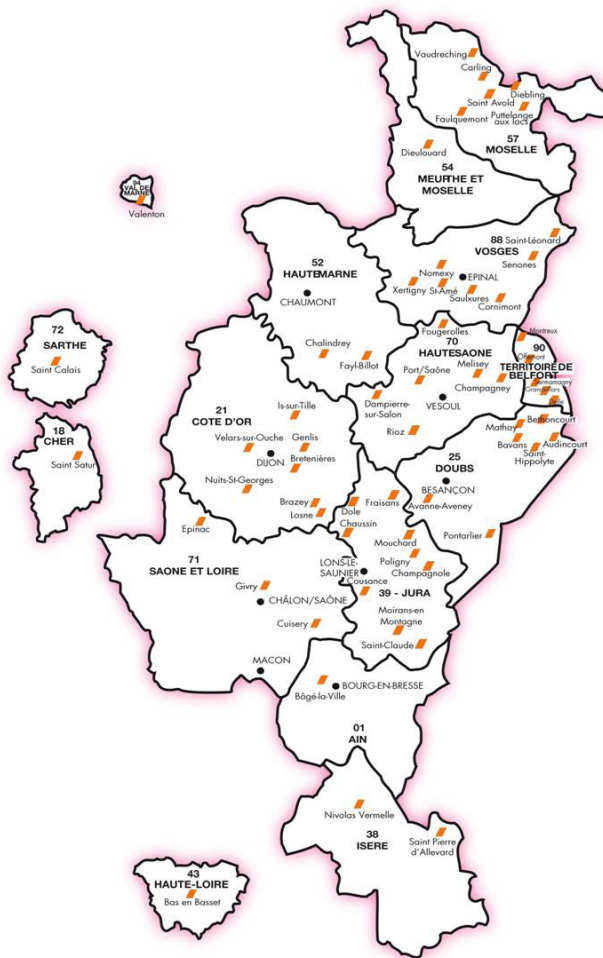 Vaudreching
Carling
Diebling
Saint Avold
Puttelange
aux lacs
Faulquemont
57
MOSELLE
Dieulouard
54
MEURTHE ET
MOSELLE
94
VAL DE
MARNE
Valenton
88
VOSGES
Saint-Léonard
Senones
Nomexy
EPINAL
Xertigny
St-Amé
Saulxures
Cornimont
52
HAUTEMARNE
CHAUMONT
Chalindrey
Fayl-Billot
72
SARTHE
Saint Calais
Fougerolles
70
HAUTESAONE
Port/Saône
Melisey
Champagney
Dampierre-
sur-Salon
VESOUL
Rioz
Montreux
90
Offemont
TERRITOIRE DE
BELFORT
18
CHER
Saint Satur
21
COTE D'OR
Is-sur-Tille
Velars-sur-Ouche
Genlis
DIJON
Bretenières
Nuits-St-Georges
Brazey
Losne
Mathay
Bethoncourt
Bavans
Audincourt
Saint-
Hippolyte
25
DOUBS
BESANÇON
Avanne-Aveney
Pontarlier
Fraisans
Dole
Chaussin
Mouchard
Poligny
Champagnole
LONS-LE-
SAUNIER
Cousance
39 - JURA
Moirans-en
Montagne
Saint-Claude
Epinac
71
SAONE ET LOIRE
Givry
CHÂLON/SAÔNE
Cuisery
MACON
BOURG-EN-BRESSE
Bâgé-la-Ville
01
AIN
Nivolas Vermelle
38
ISERE
Saint Pierre
d'Allevard
43
HAUTE-LOIRE
Bas en Basset